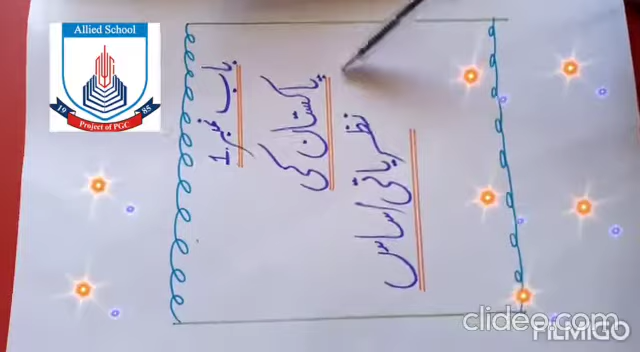 Allied School
19 85
Project of PGC
باب نمبر 1
پاکستان کی
نظریاتی اساس
clideo.com
FILMIGO